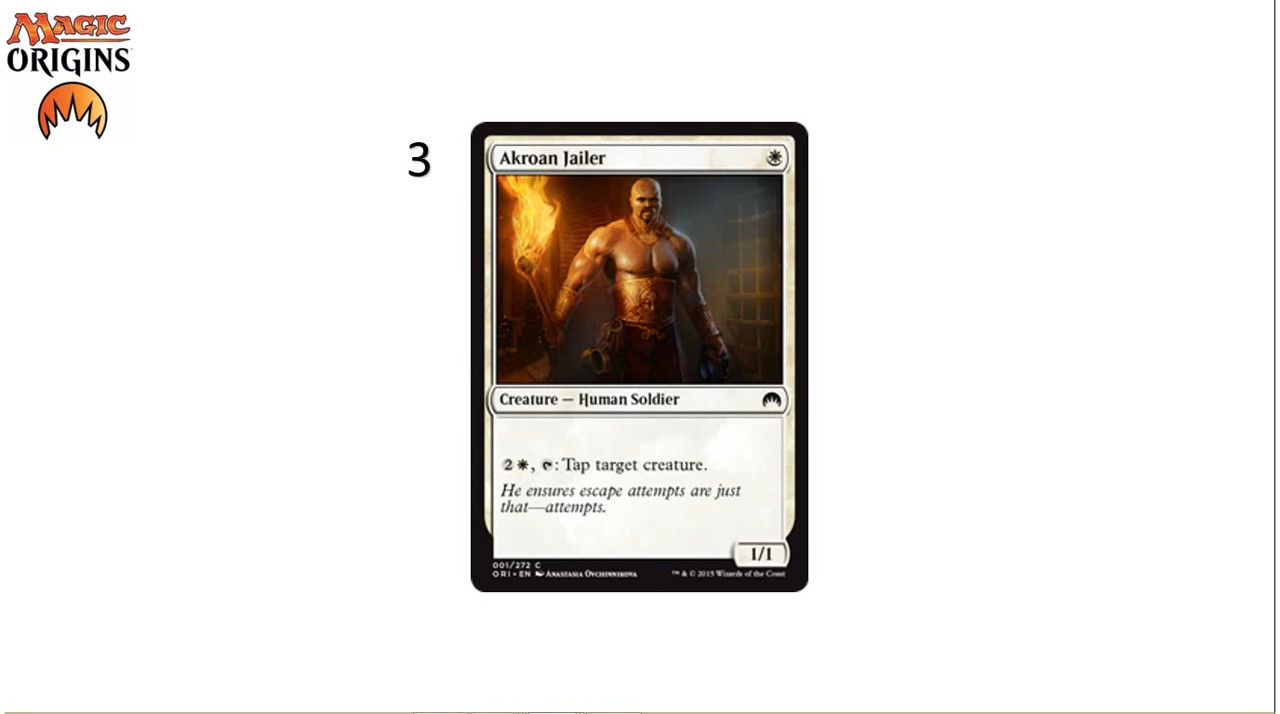 MAGIC
ORIGINS
3
Akroan Jailer
Creature — Human Soldier
2, : Tap target creature.
He ensures escape attempts are just
that—attempts.
1/1
001/272 C
ORI • EN Anastasia Ovchinnikova
™ & © 2015 Wizards of the Coast